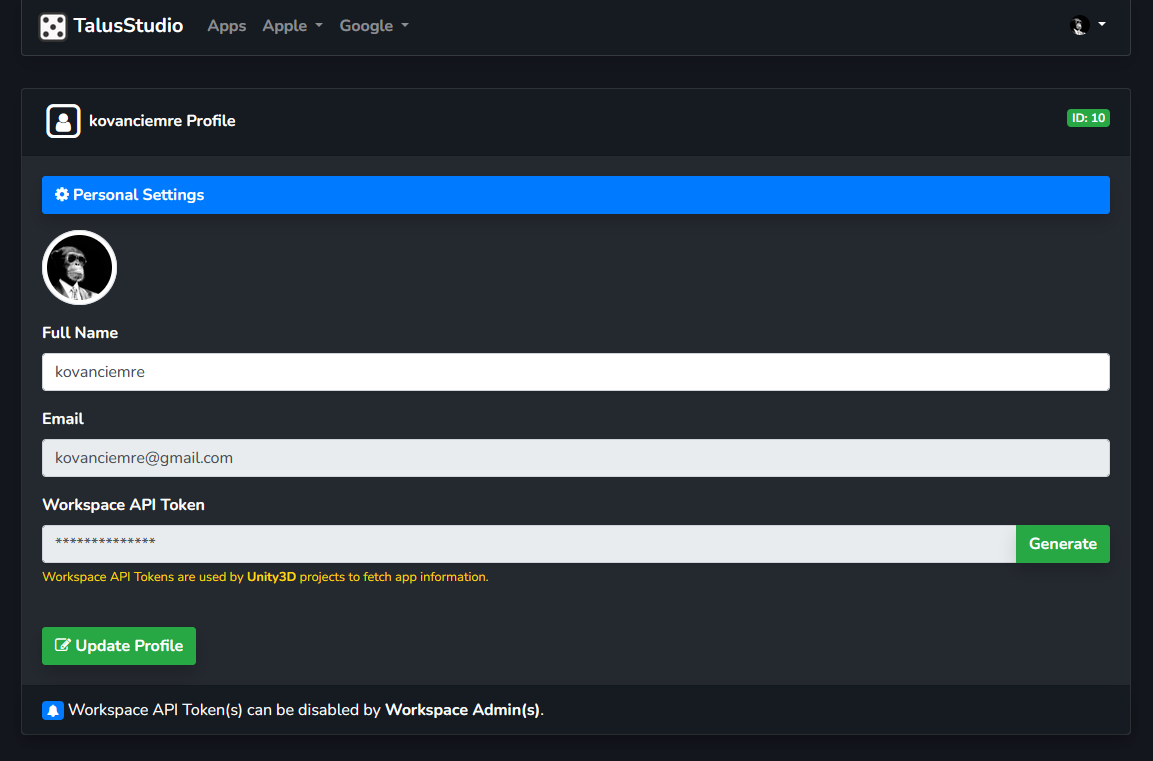 TalusStudio Apps Apple Google
kovanciemre Profile ID: 10
Personal Settings
Full Name
kovanciemre
Email
kovanciemre@gmail.com
Workspace API Token
************** Generate
Workspace API Tokens are used by Unity3D projects to fetch app information.
Update Profile
Workspace API Token(s) can be disabled by Workspace Admin(s).